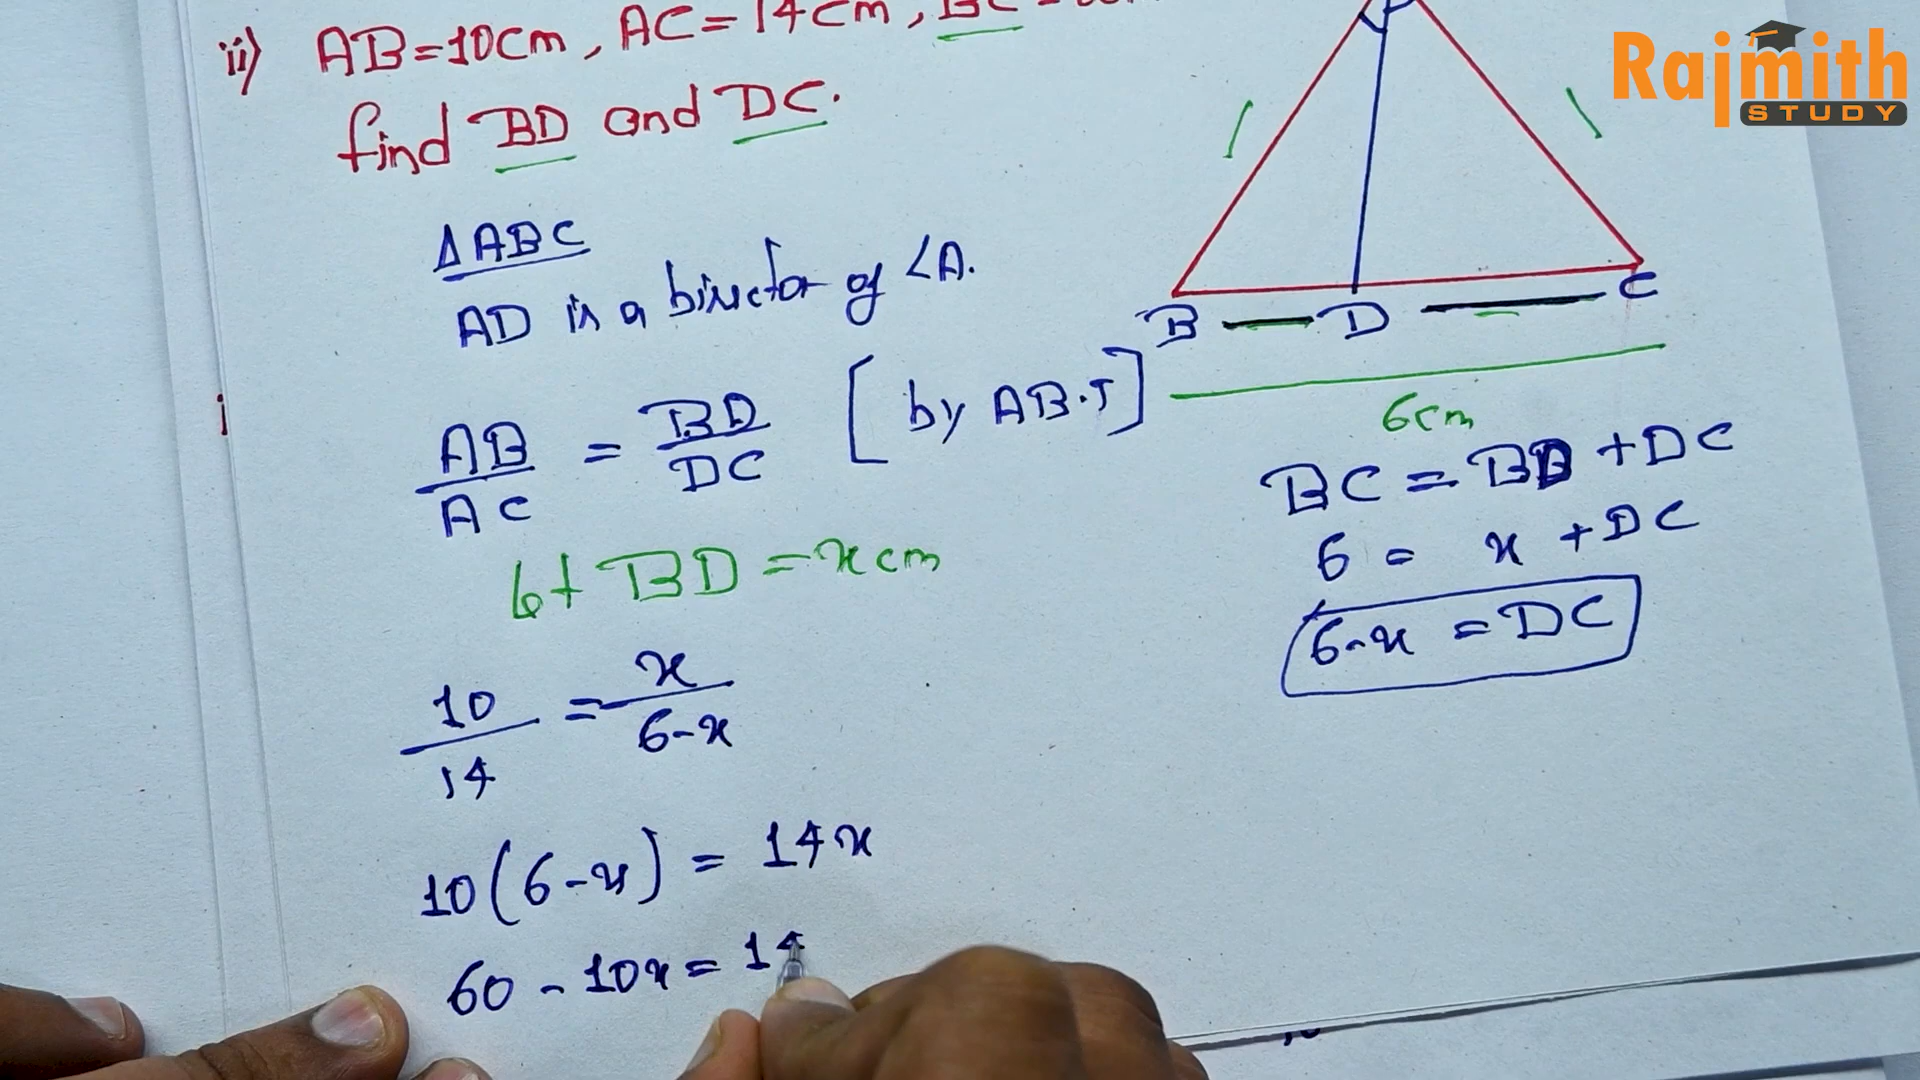 ii) AB=10cm, AC=14cm, BC=
find BD and DC.
ΔABC
AD is a bisector of ∠A.
AB/AC = BD/DC [by AB.T]
let BD = x cm
10/14 = x/6-x
10(6-x) = 14x
60 - 10x = 14
B D C
6cm
BC = BD + DC
6 = x + DC
6-x = DC
Rajmith
STUDY